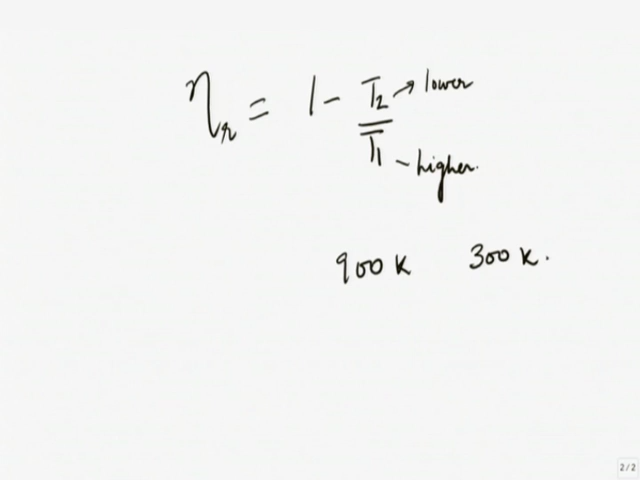 η_r = 1 - T₂ → lower
T₁ - higher.
900 K 300 K.
2/2